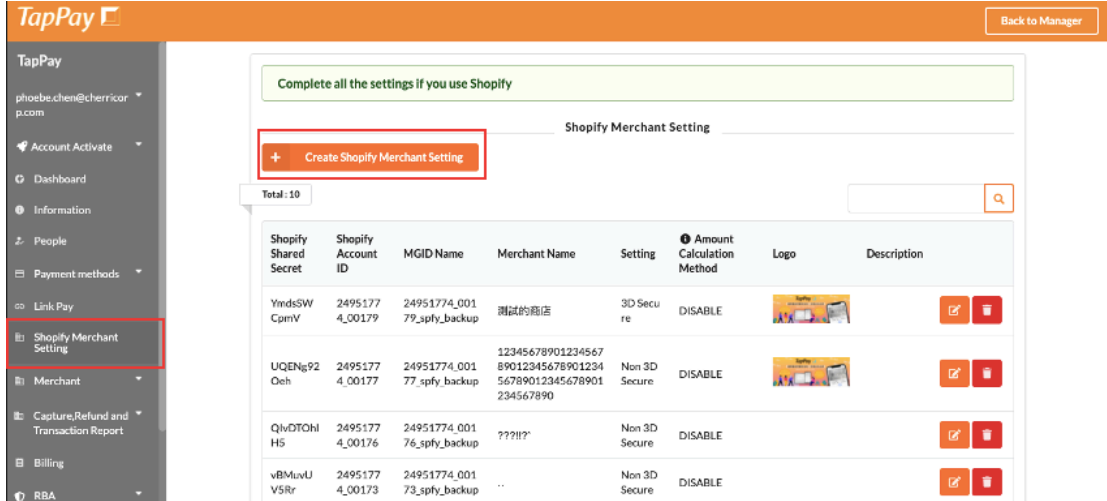 TapPay
Back to Manager
TapPay
phoebe.chen@cherricor
p.com
Account Activate
Dashboard
Information
People
Payment methods
Link Pay
Shopify Merchant
Setting
Merchant
Capture,Refund and
Transaction Report
Billing
RBA
Complete all the settings if you use Shopify
Shopify Merchant Setting
+ Create Shopify Merchant Setting
Total : 10
Shopify
Shared
Secret
Shopify
Account
ID
MGID Name
Merchant Name
Setting
Amount
Calculation
Method
Logo
Description
YmdsSW
CpmV
2495177
4_00179
24951774_001
79_spfy_backup
測試的商店
3D Secu
re
DISABLE
UQENg92
Oeh
2495177
4_00177
24951774_001
77_spfy_backup
12345678901234567
89012345678901234
56789012345678901
234567890
Non 3D
Secure
DISABLE
QIvDTOhl
H5
2495177
4_00176
24951774_001
76_spfy_backup
???!!?`
Non 3D
Secure
DISABLE
vBMuvU
V5Rr
2495177
4_00173
24951774_001
73_spfy_backup
..
Non 3D
Secure
DISABLE